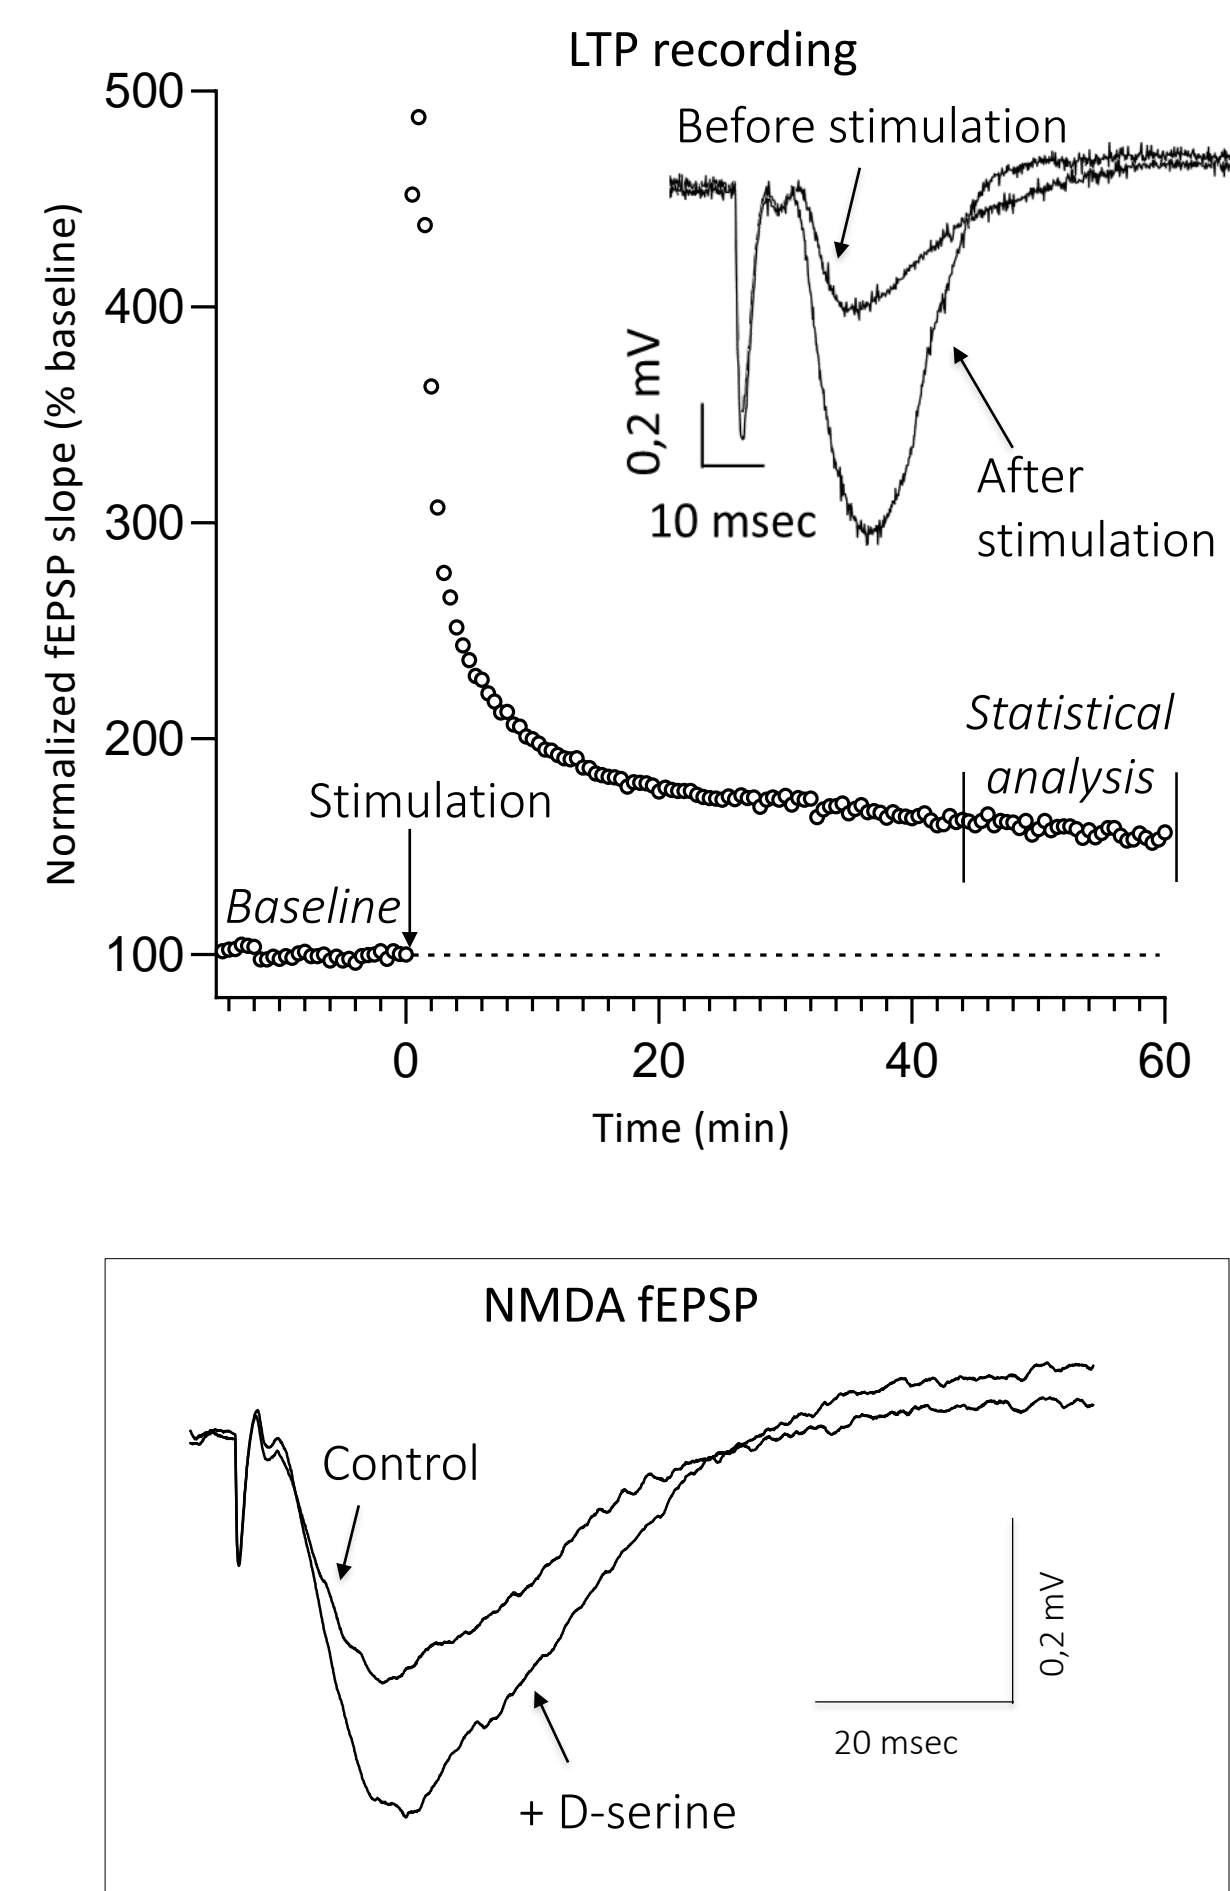 LTP recording
500
400
300
200
100
Normalized fEPSP slope (% baseline)
Before stimulation
0,2 mV
10 msec
After
stimulation
Statistical
analysis
Stimulation
Baseline
0
20
40
60
Time (min)
NMDA fEPSP
Control
0,2 mV
20 msec
+ D-serine